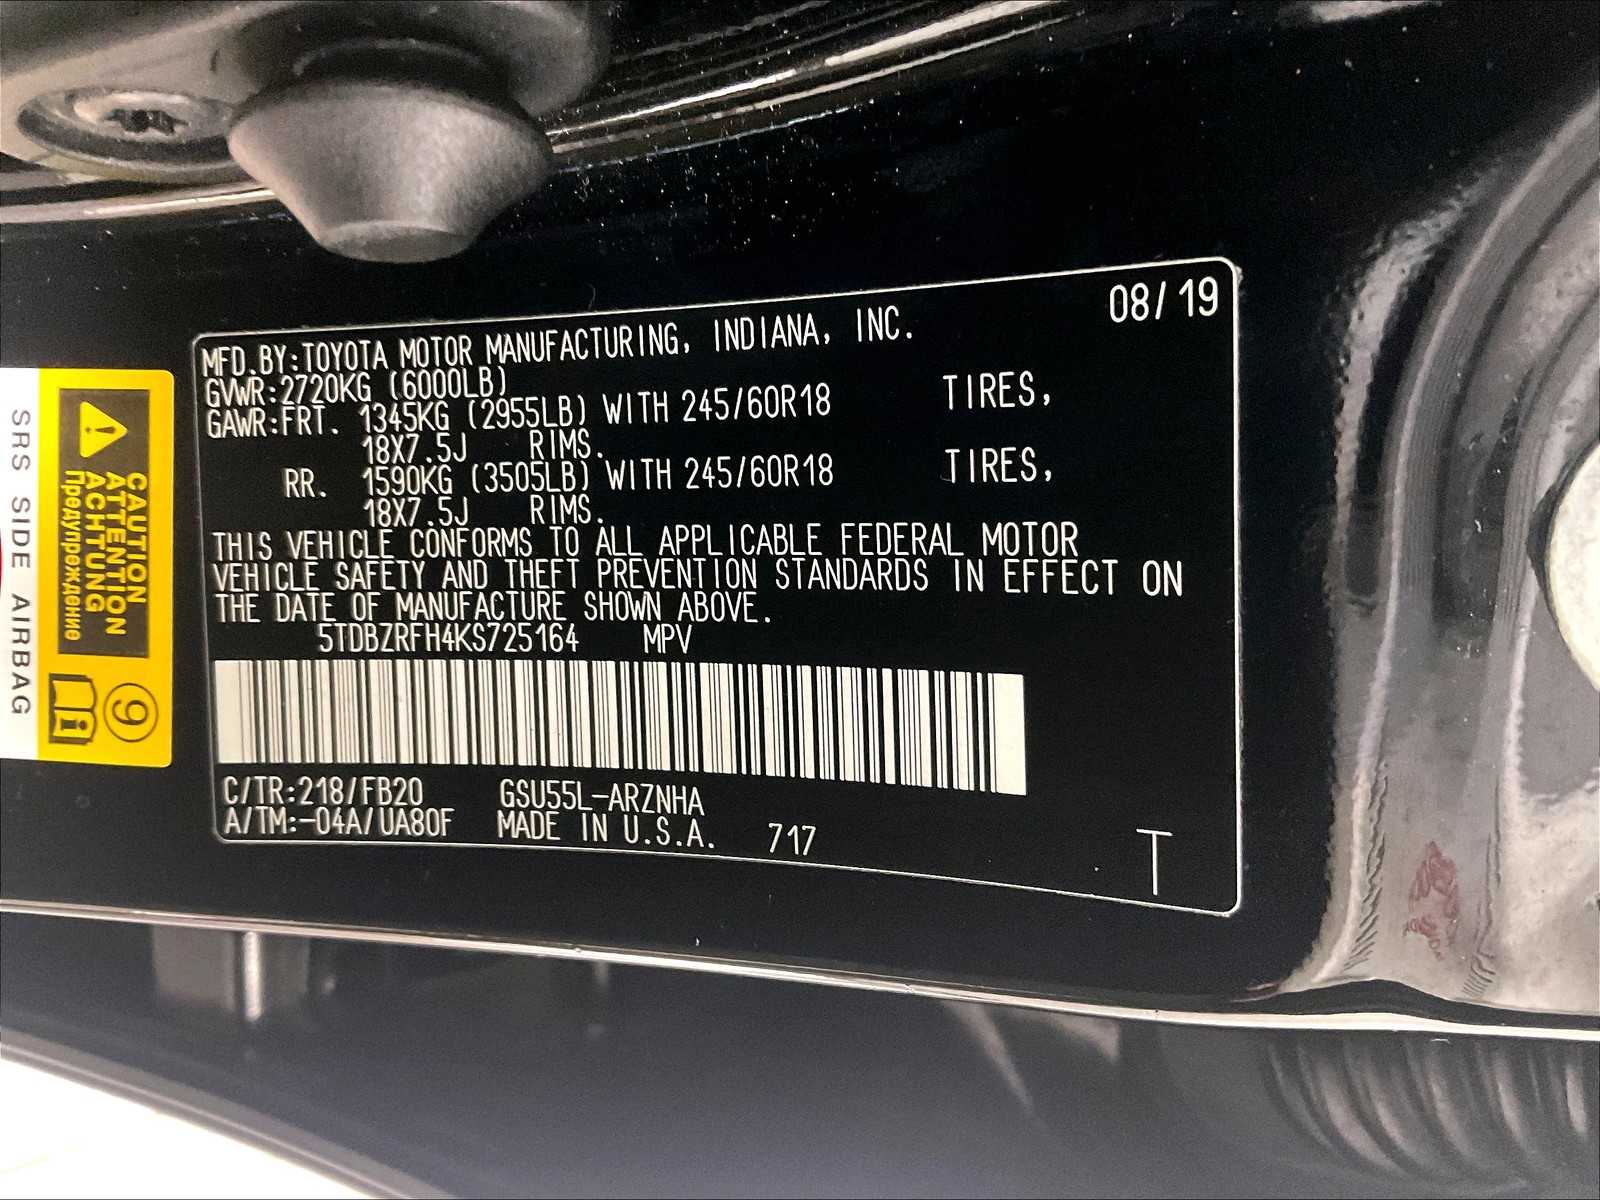 08/19
MFD.BY:TOYOTA MOTOR MANUFACTURING, INDIANA, INC.
GVWR:2720KG (6000LB)
GAWR:FRT. 1345KG (2955LB) WITH 245/60R18 TIRES,
18X7.5J RIMS.
RR. 1590KG (3505LB) WITH 245/60R18 TIRES,
18X7.5J RIMS.
THIS VEHICLE CONFORMS TO ALL APPLICABLE FEDERAL MOTOR
VEHICLE SAFETY AND THEFT PREVENTION STANDARDS IN EFFECT ON
THE DATE OF MANUFACTURE SHOWN ABOVE.
5TDBZRFH4KS725164 MPV
C/TR:218/FB20 GSU55L-ARZNHA
A/TM:-04A/UA80F MADE IN U.S.A. 717
T
CAUTION
ATTENTION
ACHTUNG
Предупреждение
9
i
SRS SIDE AIRBAG